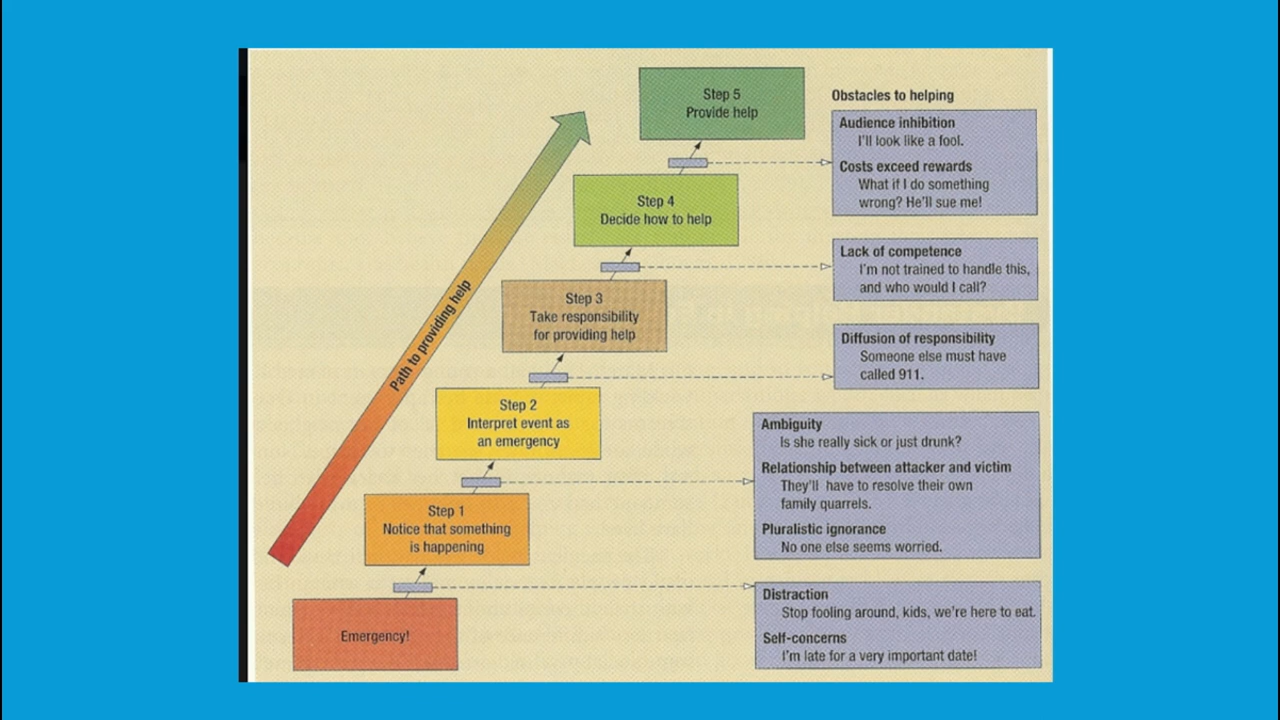 Step 5
Provide help
Obstacles to helping
Audience inhibition
I'll look like a fool.
Costs exceed rewards
What if I do something
wrong? He'll sue me!
Step 4
Decide how to help
Lack of competence
I'm not trained to handle this,
and who would I call?
Step 3
Take responsibility
for providing help
Diffusion of responsibility
Someone else must have
called 911.
Path to providing help
Step 2
Interpret event as
an emergency
Ambiguity
Is she really sick or just drunk?
Relationship between attacker and victim
They'll have to resolve their own
family quarrels.
Pluralistic ignorance
No one else seems worried.
Step 1
Notice that something
is happening
Distraction
Stop fooling around, kids, we're here to eat.
Self-concerns
I'm late for a very important date!
Emergency!